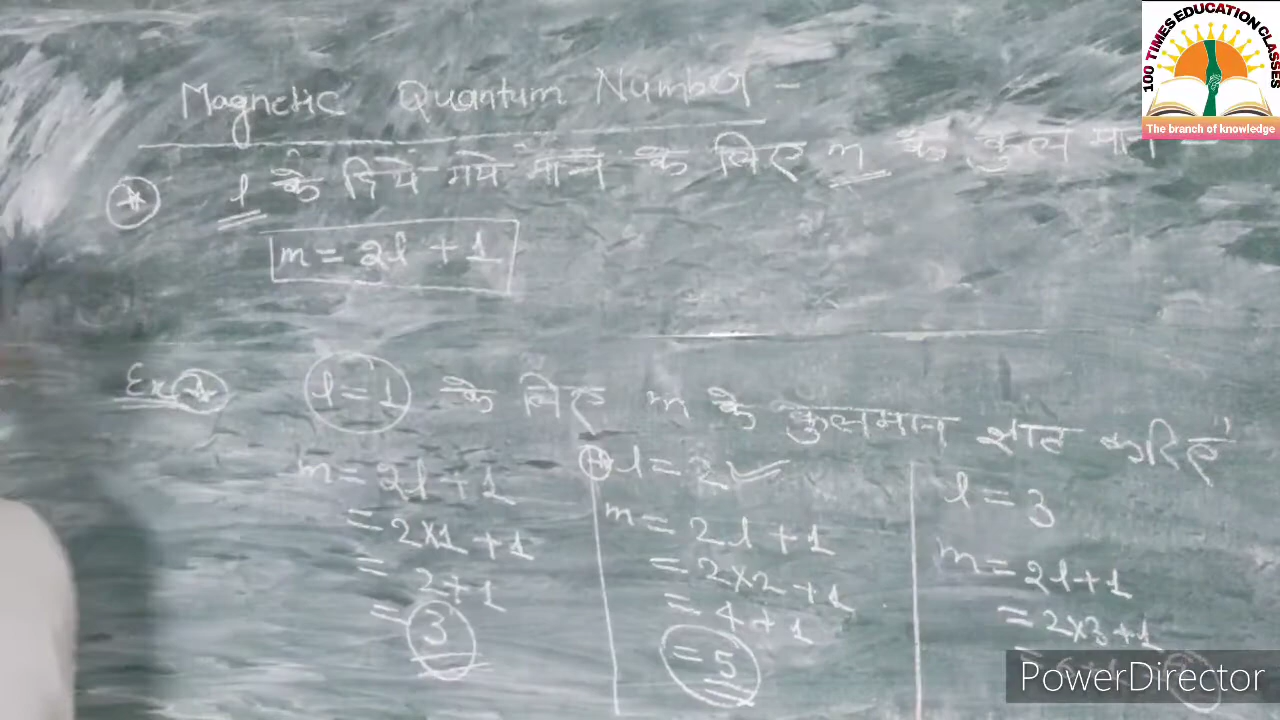 100 TIMES EDUCATION CLASSES
The branch of knowledge
Magnetic Quantum Number -
l के दिये गये मान के लिए m के कुल मान
m = 2l + 1
Ex l = 1 के लिए m के कुलमान ज्ञात करिए
m = 2l + 1
= 2×1 + 1
= 2+1
= 3
l = 2
m = 2l + 1
= 2×2 + 1
= 4 + 1
= 5
l = 3
m = 2l+1
= 2×3+1
PowerDirector